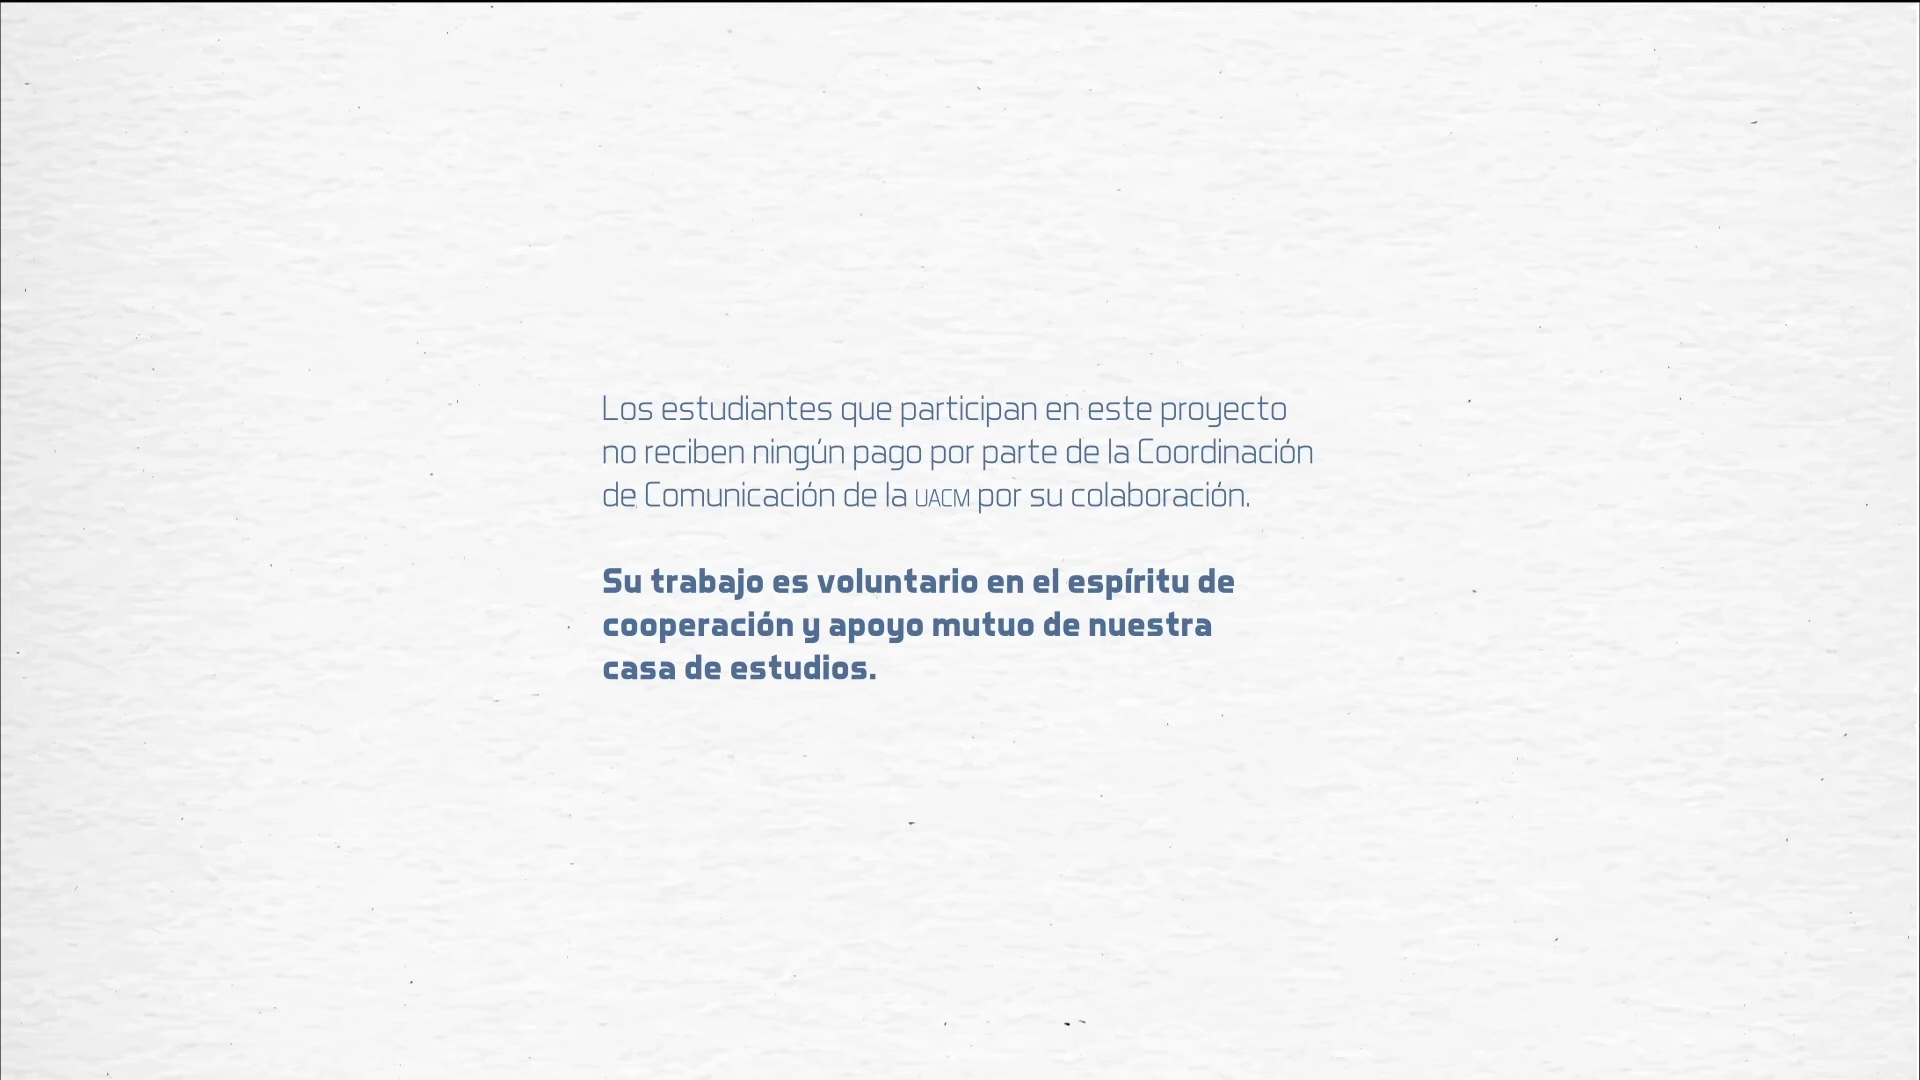 Los estudiantes que participan en este proyecto
no reciben ningún pago por parte de la Coordinación
de Comunicación de la UACM por su colaboración.
Su trabajo es voluntario en el espíritu de
cooperación y apoyo mutuo de nuestra
casa de estudios.